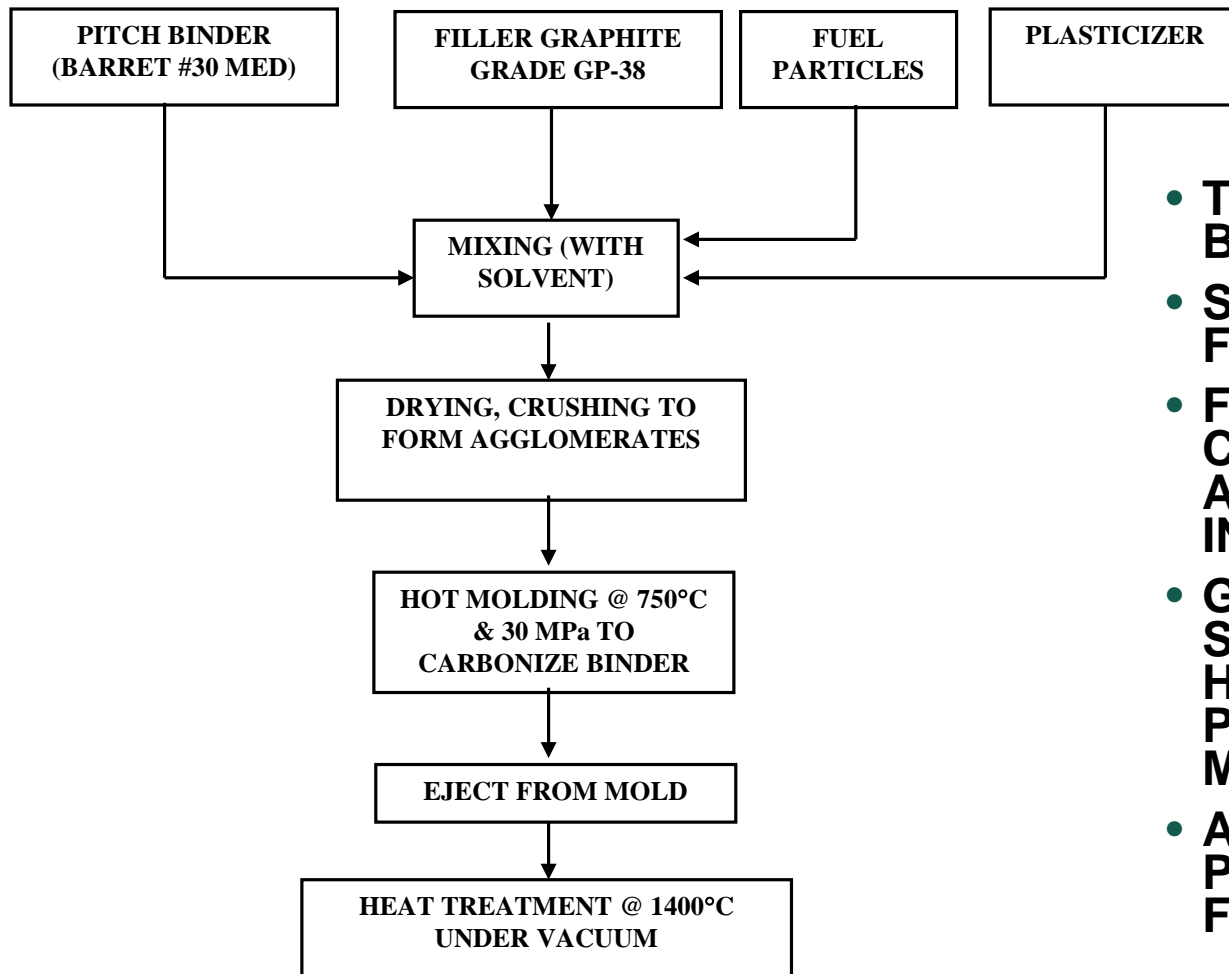 PITCH BINDER
(BARRET #30 MED)
FILLER GRAPHITE
GRADE GP-38
FUEL
PARTICLES
PLASTICIZER
MIXING (WITH
SOLVENT)
DRYING, CRUSHING TO
FORM AGGLOMERATES
HOT MOLDING @ 750°C
& 30 MPa TO
CARBONIZE BINDER
EJECT FROM MOLD
HEAT TREATMENT @ 1400°C
UNDER VACUUM